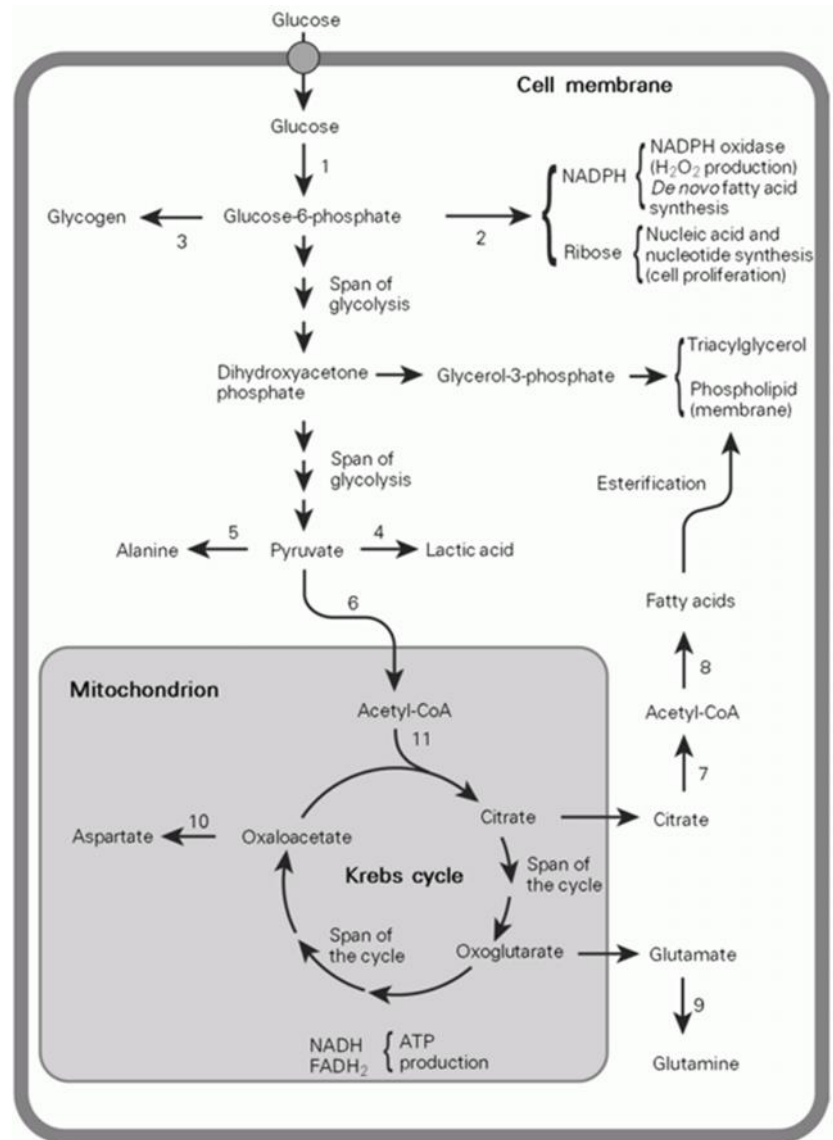 Glucose
Cell membrane
Glucose
1
NADPH oxidase
(H₂O₂ production)
De novo fatty acid
synthesis
NADPH
Glycogen
3
Glucose-6-phosphate
2
Ribose
Nucleic acid and
nucleotide synthesis
(cell proliferation)
Span of
glycolysis
Dihydroxyacetone
phosphate
Glycerol-3-phosphate
Triacylglycerol
Phospholipid
(membrane)
Span of
glycolysis
Esterification
Alanine
5
Pyruvate
4
Lactic acid
6
Fatty acids
8
Mitochondrion
Acetyl-CoA
11
Acetyl-CoA
7
Aspartate
10
Oxaloacetate
Citrate
Citrate
Krebs cycle
Span of
the cycle
Span of
the cycle
Oxoglutarate
Glutamate
9
NADH
FADH₂
ATP
production
Glutamine